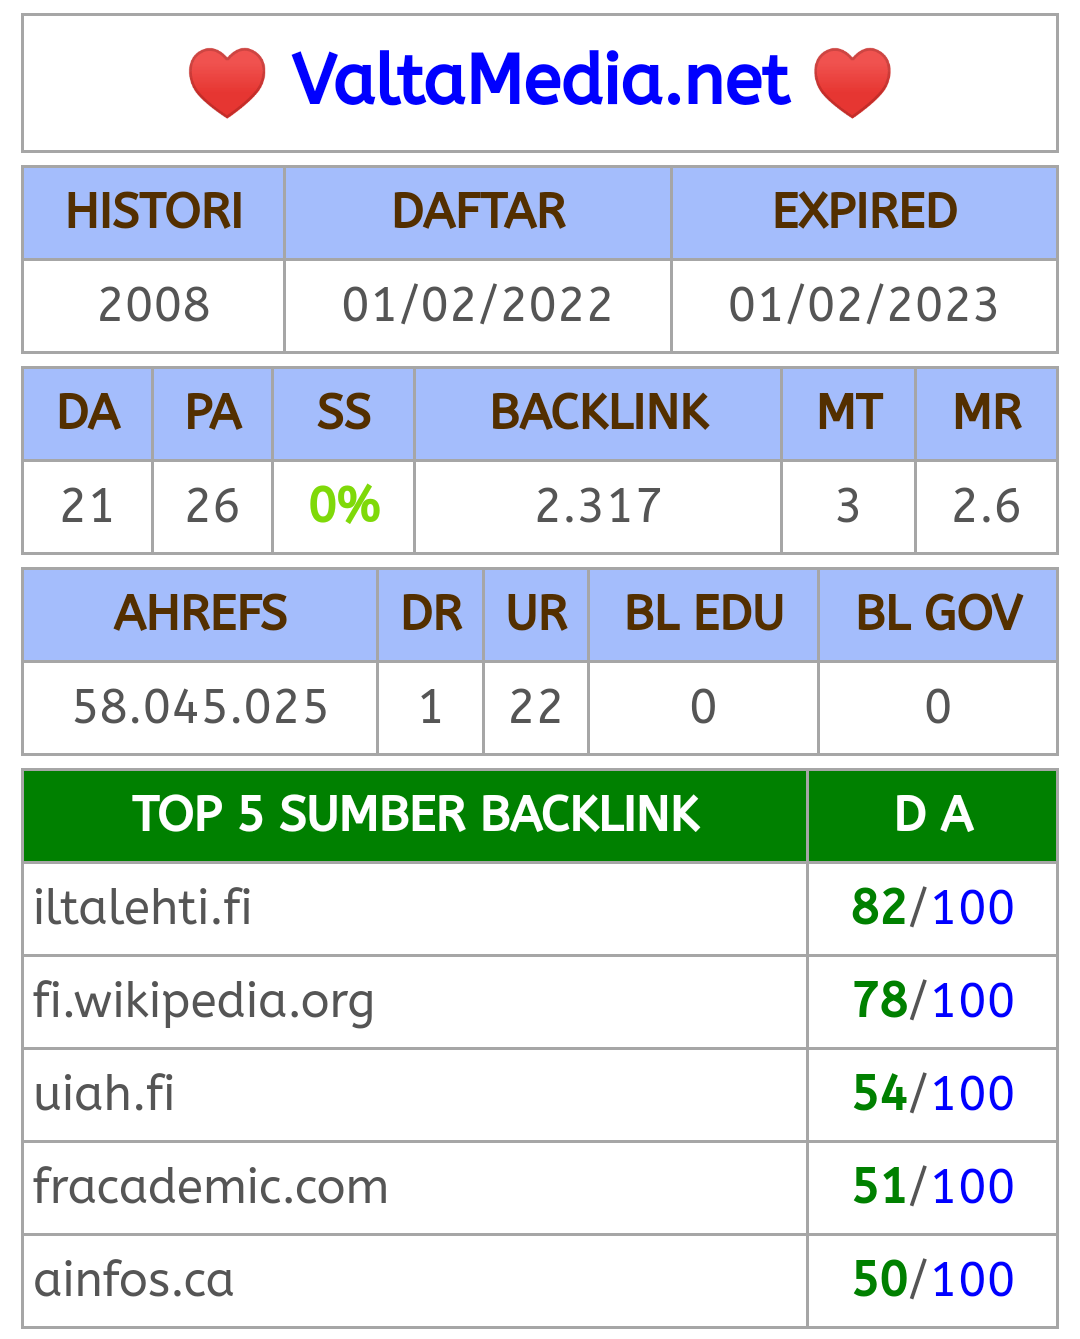 ValtaMedia.net
HISTORI DAFTAR EXPIRED
2008 01/02/2022 01/02/2023
DA PA SS BACKLINK MT MR
21 26 0% 2.317 3 2.6
AHREFS DR UR BL EDU BL GOV
58.045.025 1 22 0 0
TOP 5 SUMBER BACKLINK D A
iltalehti.fi 82/100
fi.wikipedia.org 78/100
uiah.fi 54/100
fracademic.com 51/100
ainfos.ca 50/100